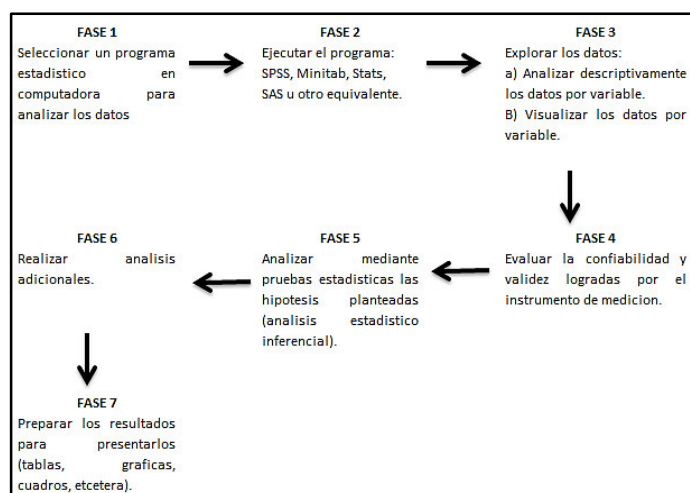 FASE 1
Seleccionar un programa
estadistico en
computadora para
analizar los datos
FASE 2
Ejecutar el programa:
SPSS, Minitab, Stats,
SAS u otro equivalente.
FASE 3
Explorar los datos:
a) Analizar descriptivamente
los datos por variable.
B) Visualizar los datos por
variable.
FASE 4
Evaluar la confiabilidad y
validez logradas por el
instrumento de medicion.
FASE 5
Analizar mediante
pruebas estadisticas las
hipotesis planteadas
(analisis estadistico
inferencial).
FASE 6
Realizar analisis
adicionales.
FASE 7
Preparar los resultados
para presentarlos
(tablas, graficas,
cuadros, etcetera).